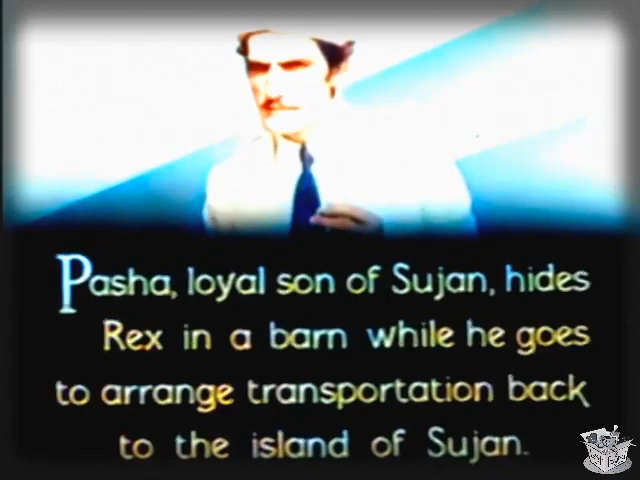 Pasha, loyal son of Sujan, hides
Rex in a barn while he goes
to arrange transportation back
to the island of Sujan.